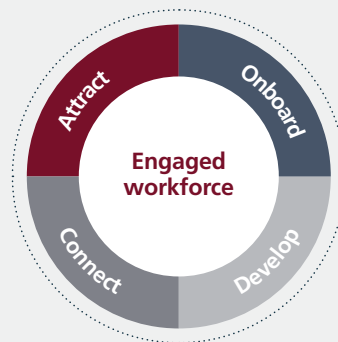 Attract
Onboard
Engaged
workforce
Connect
Develop